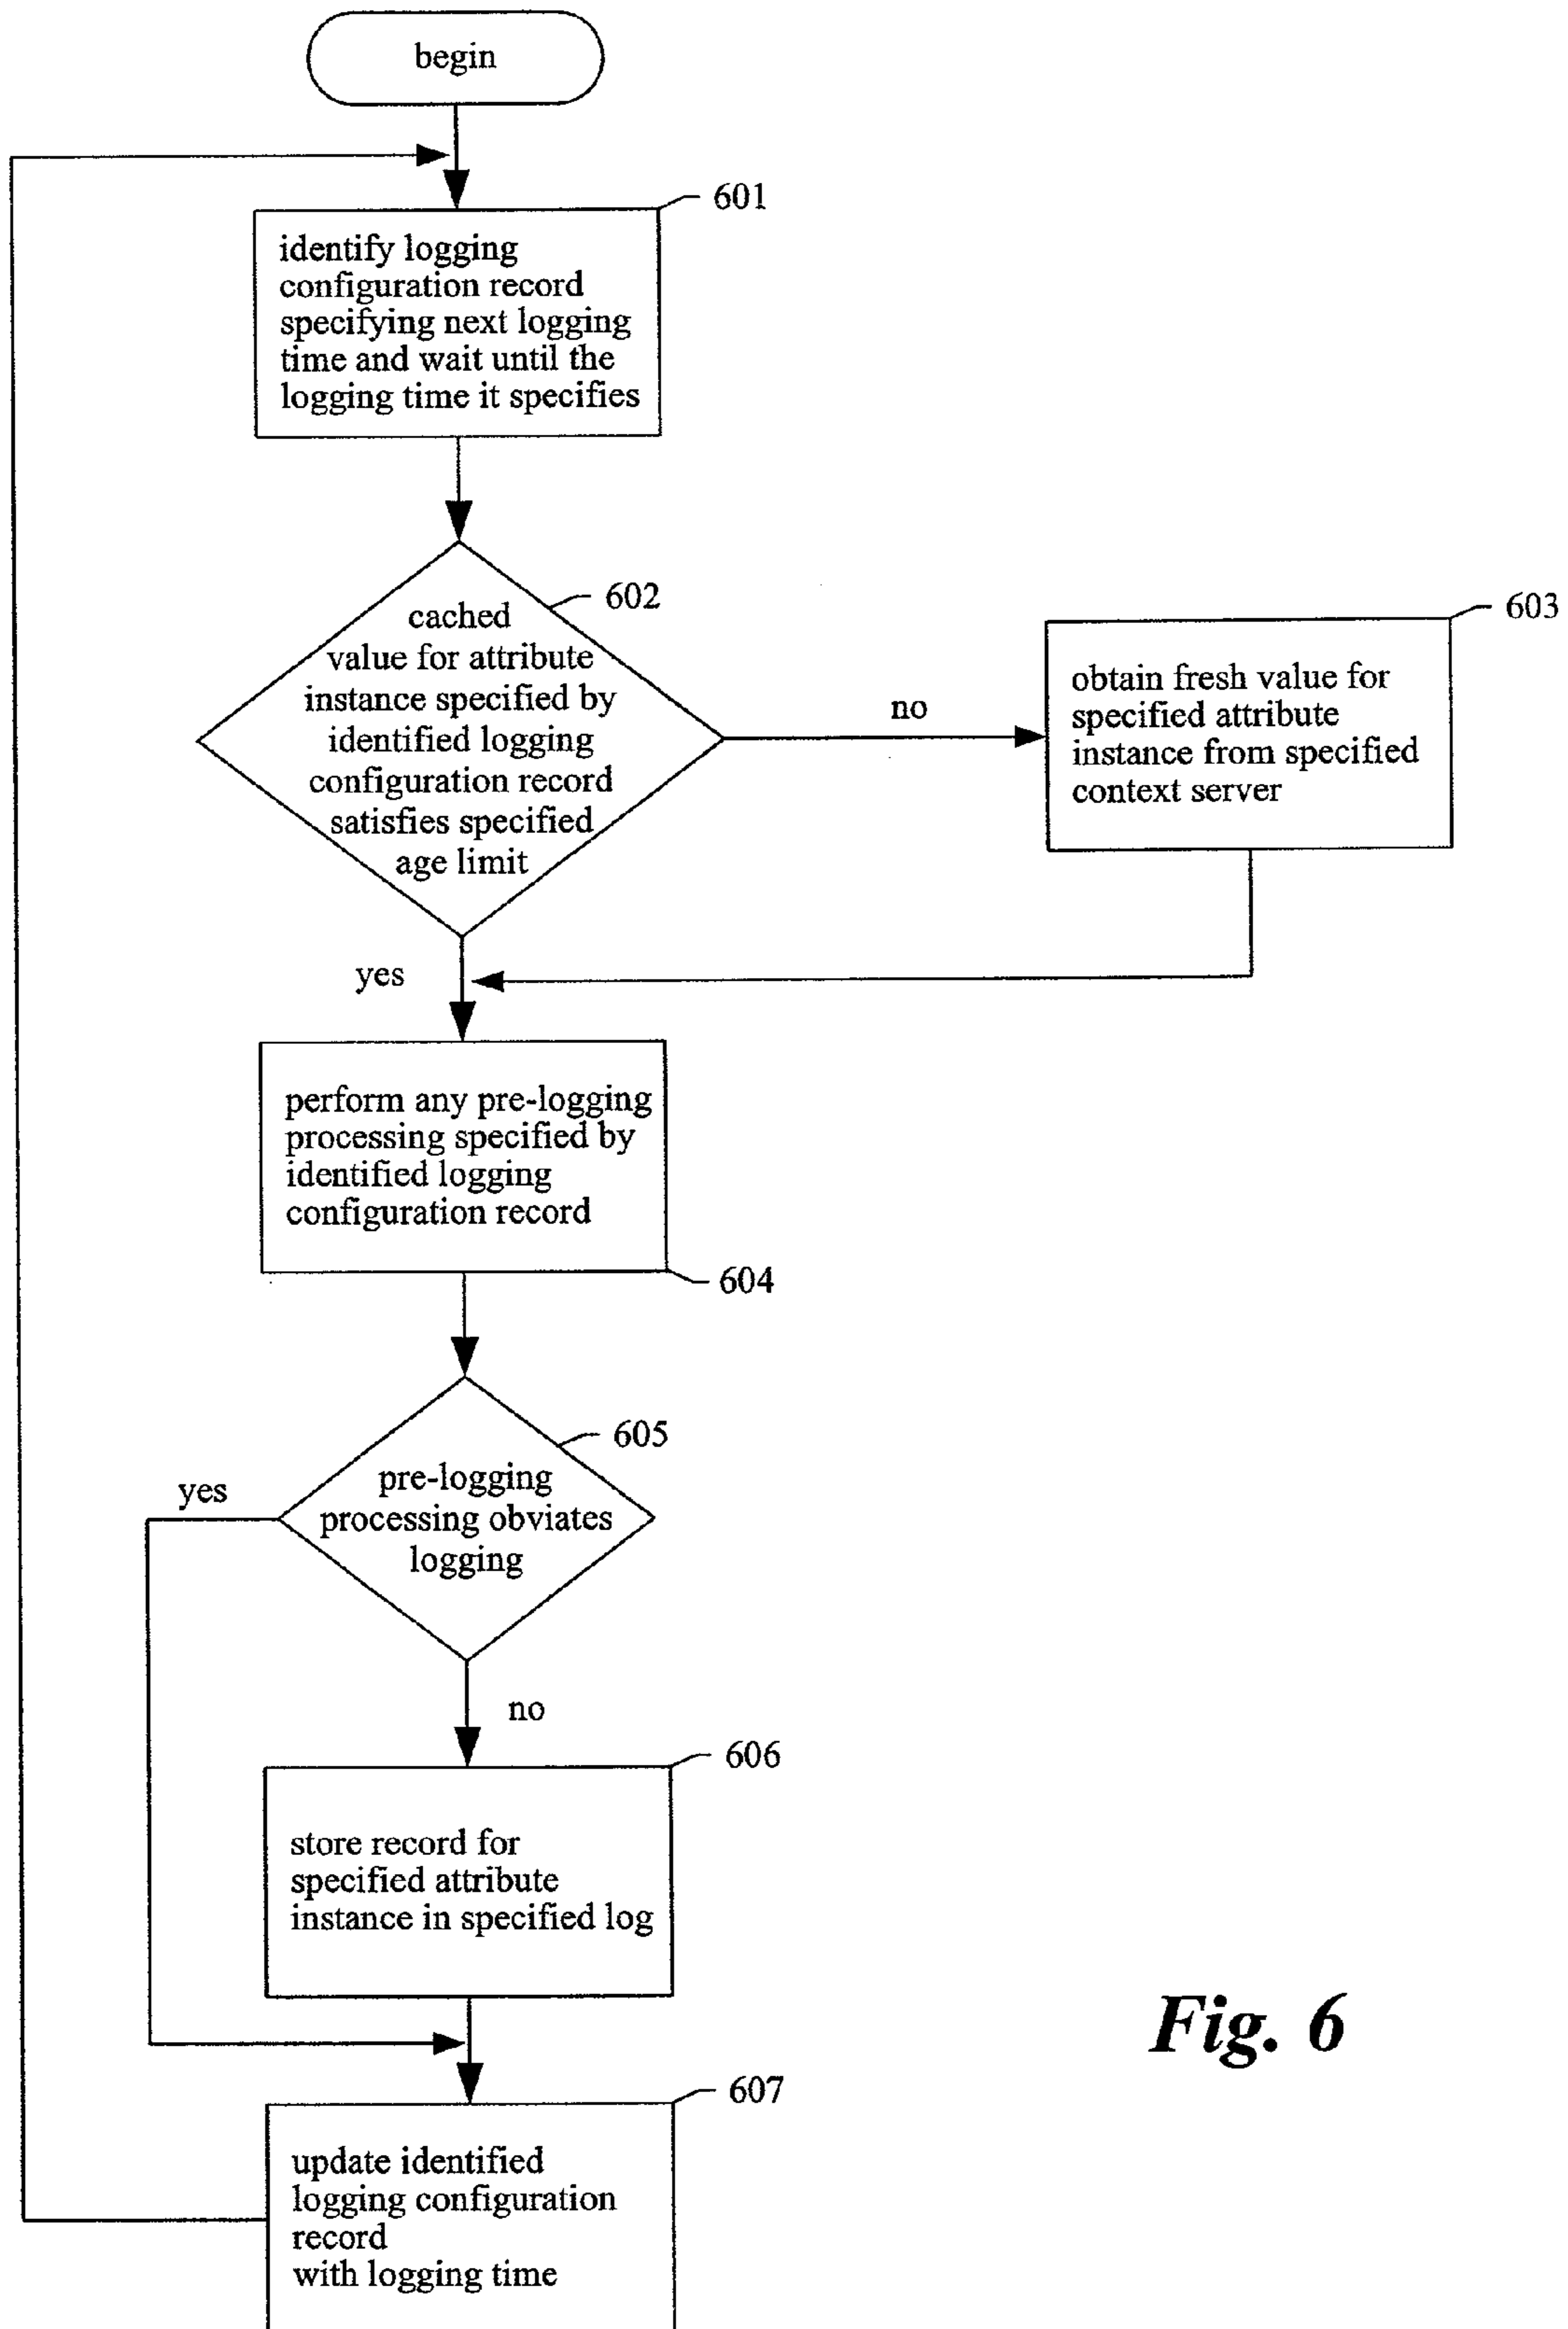 begin
601
identify logging
configuration record
specifying next logging
time and wait until the
logging time it specifies
602
cached
value for attribute
instance specified by
identified logging
configuration record
satisfies specified
age limit
no
603
obtain fresh value for
specified attribute
instance from specified
context server
yes
perform any pre-logging
processing specified by
identified logging
configuration record
604
605
yes
pre-logging
processing obviates
logging
no
606
store record for
specified attribute
instance in specified log
Fig. 6
607
update identified
logging configuration
record
with logging time